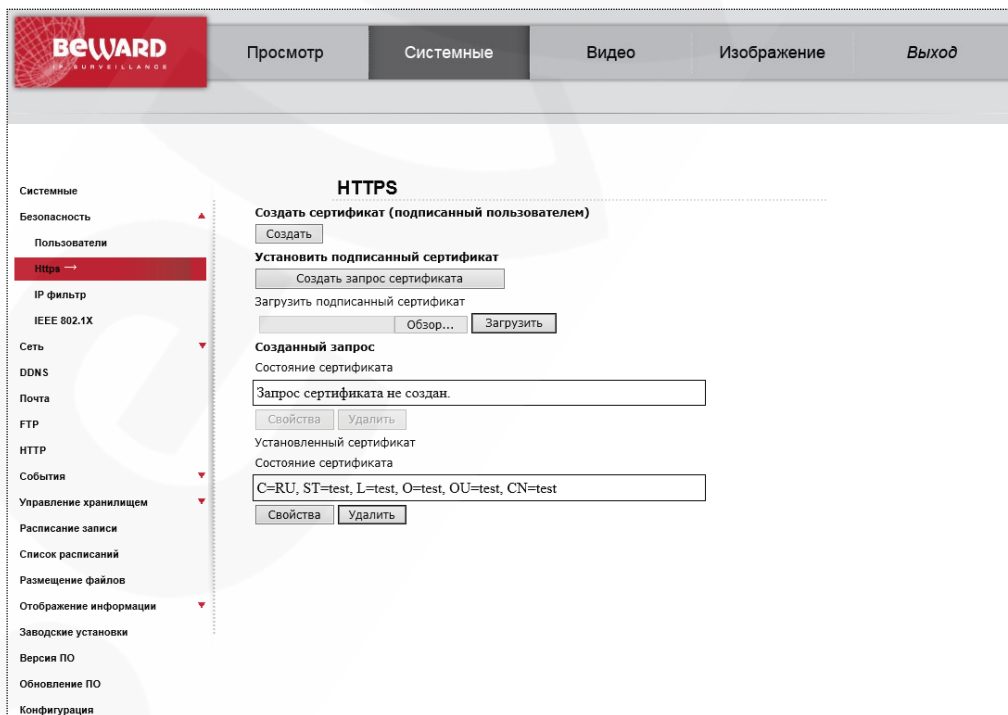 BEWARD
IP SURVEILLANCE
Просмотр
Системные
Видео
Изображение
Выход
Системные
Безопасность
Пользователи
Https →
IP фильтр
IEEE 802.1X
Сеть
DDNS
Почта
FTP
HTTP
События
Управление хранилищем
Расписание записи
Список расписаний
Размещение файлов
Отображение информации
Заводские установки
Версия ПО
Обновление ПО
Конфигурация
HTTPS
Создать сертификат (подписанный пользователем)
Создать
Установить подписанный сертификат
Создать запрос сертификата
Загрузить подписанный сертификат
Обзор... Загрузить
Созданный запрос
Состояние сертификата
Запрос сертификата не создан.
Свойства Удалить
Установленный сертификат
Состояние сертификата
C=RU, ST=test, L=test, O=test, OU=test, CN=test
Свойства Удалить